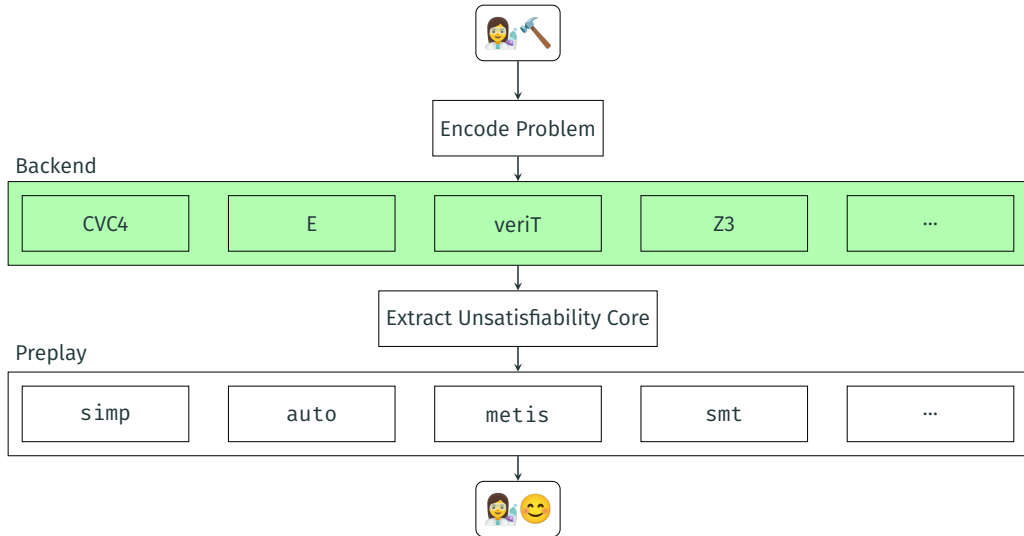 Encode Problem
Backend
CVC4
E
veriT
Z3
...
Extract Unsatisfiability Core
Preplay
simp
auto
metis
smt
...